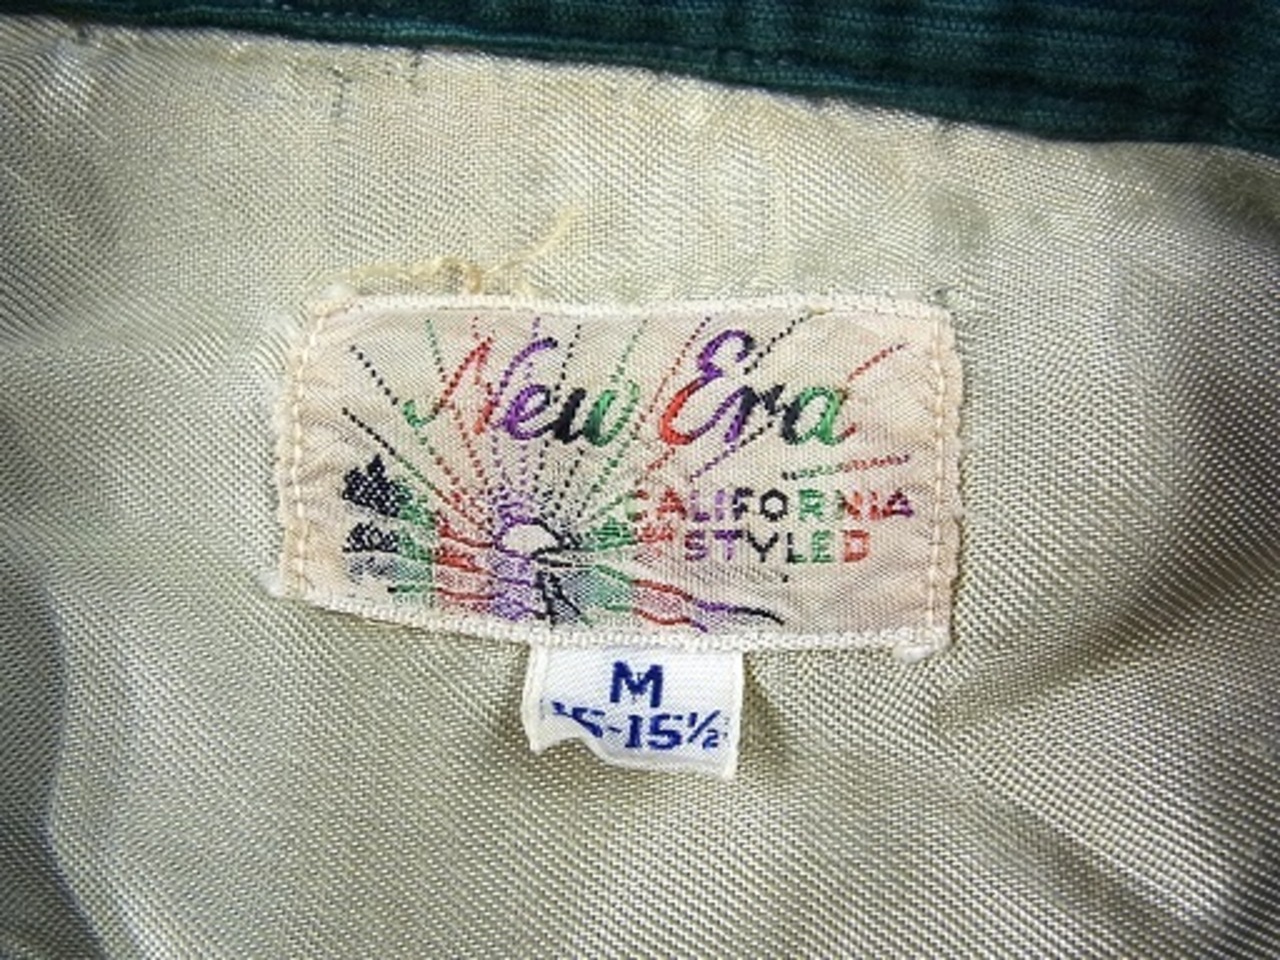 New Era
CALIFORNIA
STYLED
M
15-15½